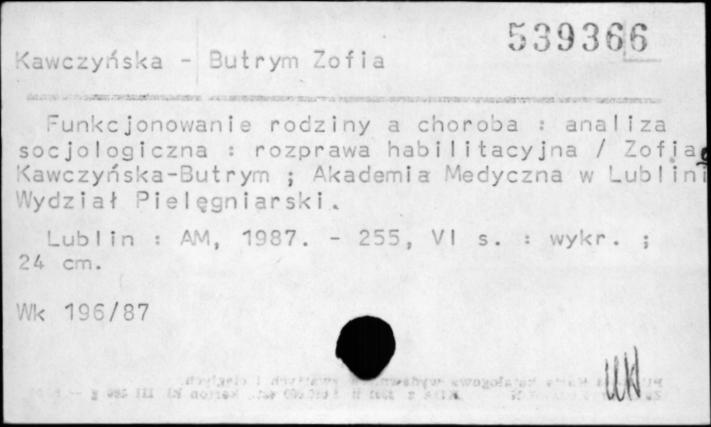 539366
Kawczyńska - Butrym Zofia
Funkcjonowanie rodziny a choroba : analiza
socjologiczna : rozprawa habilitacyjna / Zofia
Kawczyńska-Butrym ; Akademia Medyczna w Lublini
Wydział Pielęgniarski.
Lublin : AM, 1987. - 255, VI s. : wykr. ;
24 cm.
Wk 196/87